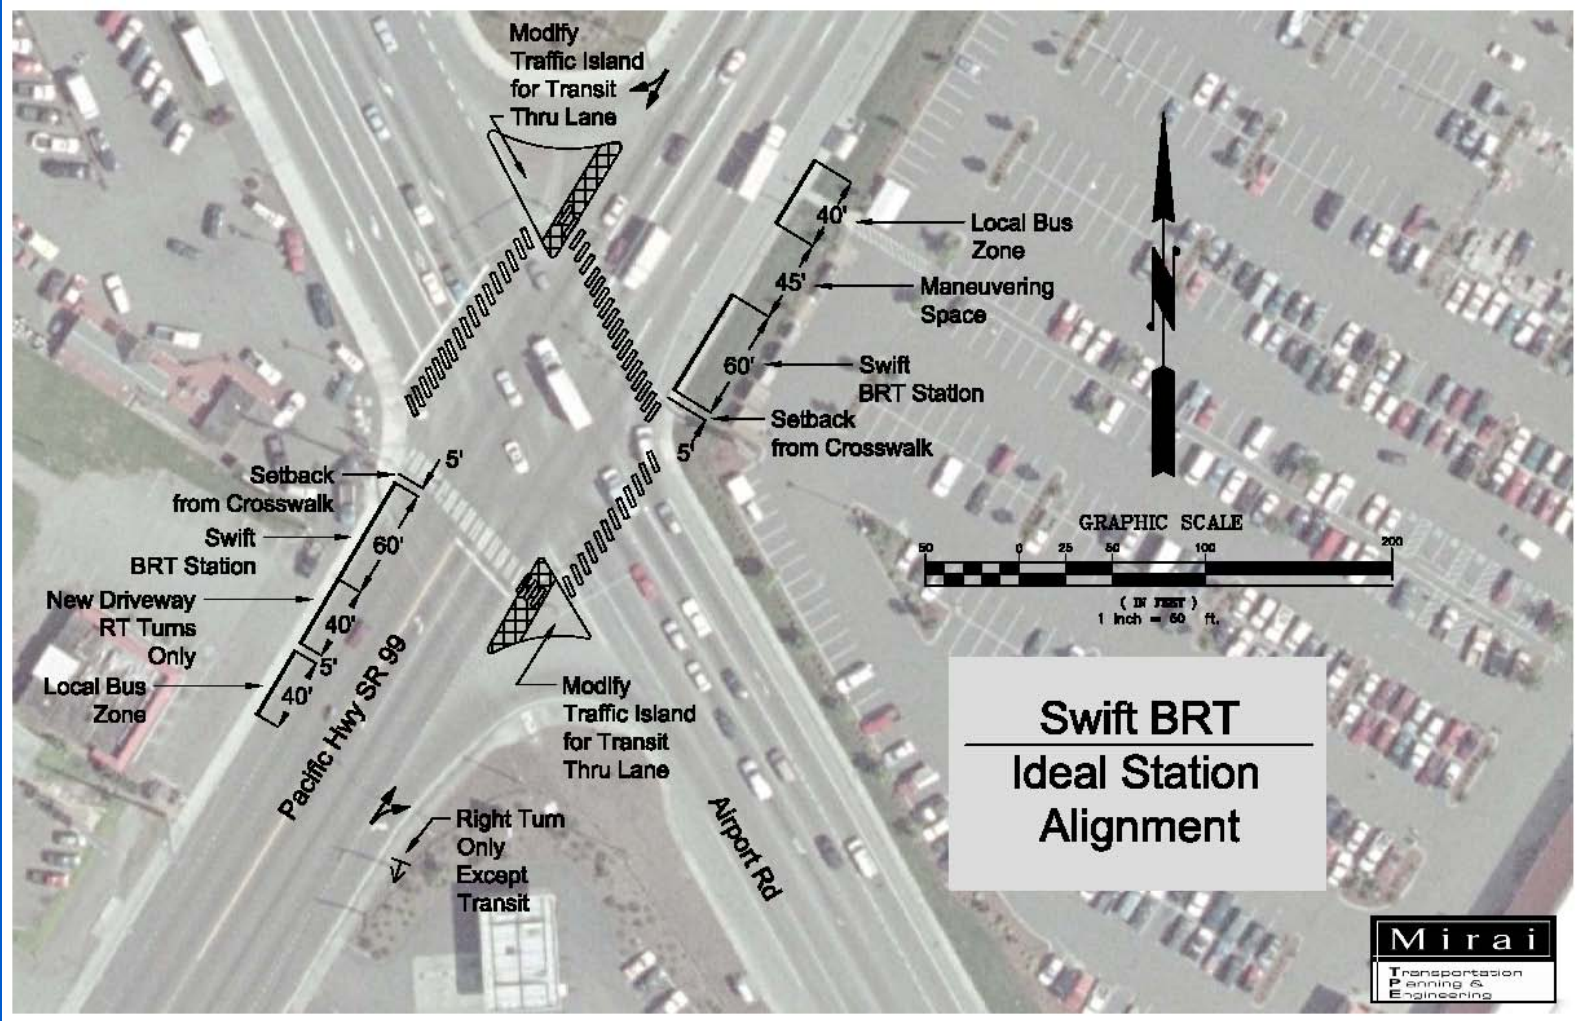 Modify
Traffic Island
for Transit
Thru Lane
40'
Local Bus
Zone
45'
Maneuvering
Space
60'
Swift
BRT Station
Setback
from Crosswalk
5'
5'
Setback
from Crosswalk
Swift
BRT Station
60'
New Driveway
RT Turns
Only
40'
5'
Local Bus
Zone
40'
Pacific Hwy SR 99
Modify
Traffic Island
for Transit
Thru Lane
Right Turn
Only
Except
Transit
Airport Rd
GRAPHIC SCALE
50 0 25 50 100 200
( IN FEET )
1 inch = 50 ft.
Swift BRT
Ideal Station
Alignment
Mirai
Transportation
Planning &
Engineering